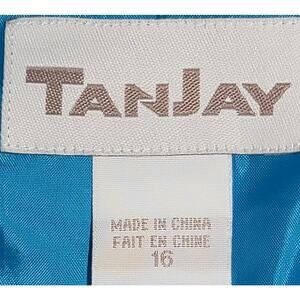 TANJAY
MADE IN CHINA
FAIT EN CHINE
16